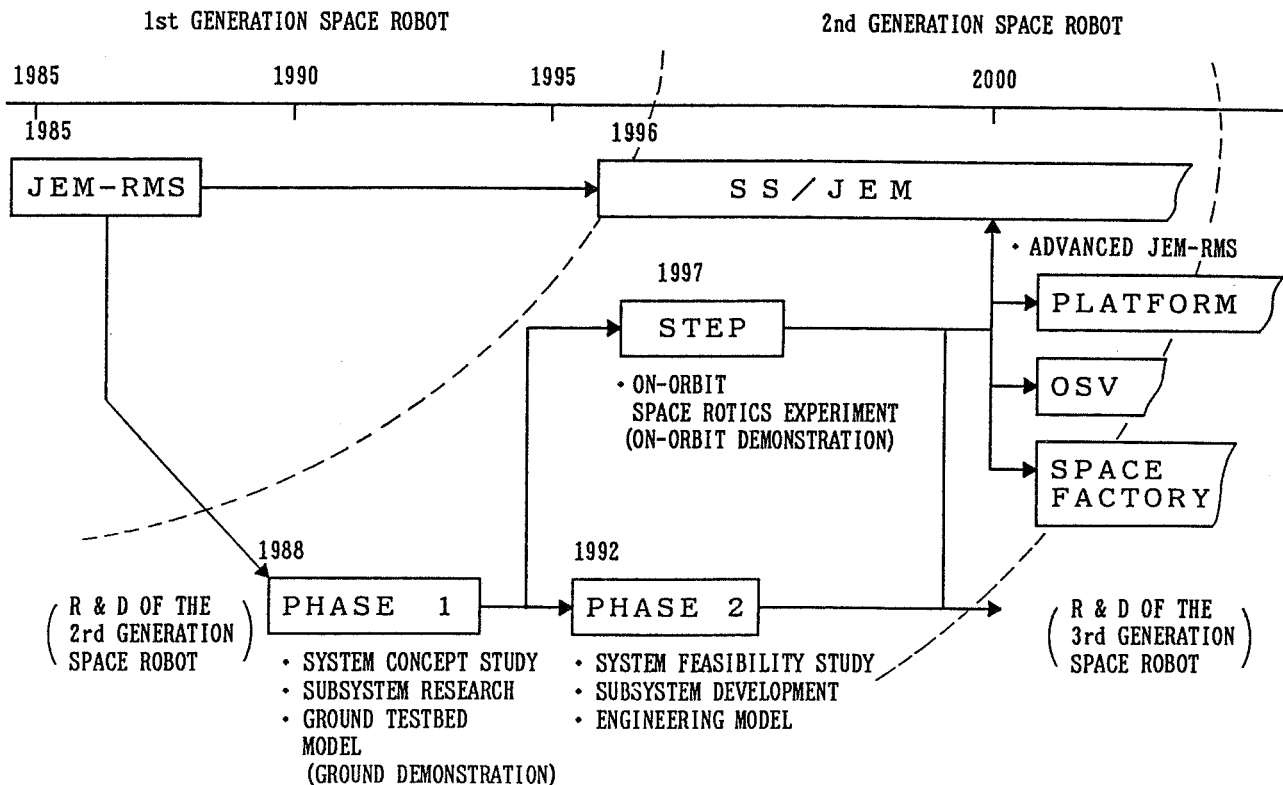 1st GENERATION SPACE ROBOT
2nd GENERATION SPACE ROBOT
1985
1990
1995
2000
1985
1996
JEM-RMS
SS/JEM
• ADVANCED JEM-RMS
1997
STEP
PLATFORM
• ON-ORBIT
SPACE ROTICS EXPERIMENT
(ON-ORBIT DEMONSTRATION)
OSV
SPACE
FACTORY
1988
1992
(R & D OF THE
2rd GENERATION
SPACE ROBOT)
PHASE 1
PHASE 2
(R & D OF THE
3rd GENERATION
SPACE ROBOT)
• SYSTEM CONCEPT STUDY
• SUBSYSTEM RESEARCH
• GROUND TESTBED
MODEL
(GROUND DEMONSTRATION)
• SYSTEM FEASIBILITY STUDY
• SUBSYSTEM DEVELOPMENT
• ENGINEERING MODEL